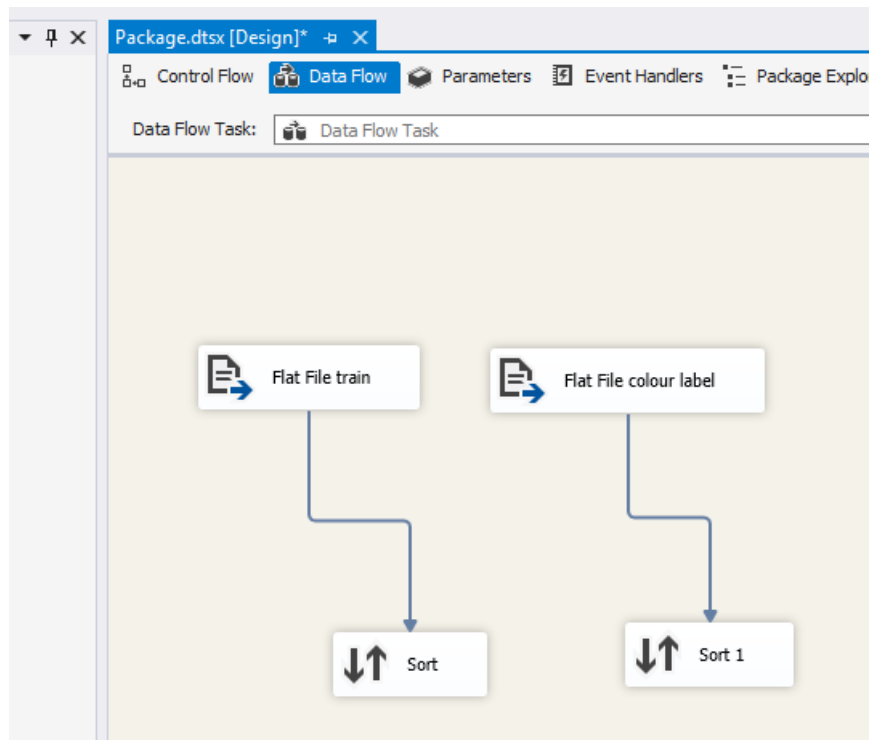 Package.dtsx [Design]*
Control Flow Data Flow Parameters Event Handlers Package Explo
Data Flow Task: Data Flow Task
Flat File train
Flat File colour label
Sort
Sort 1